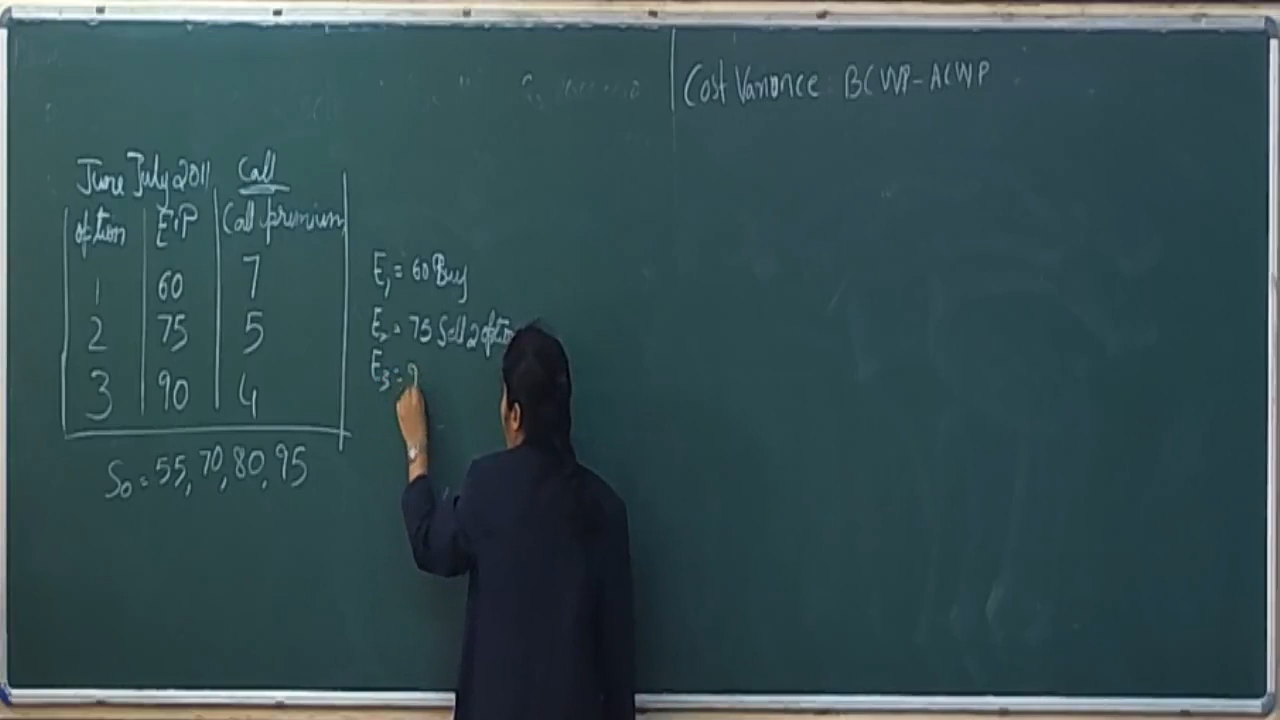 Cost Variance BCWP-ACWP
June July 2011 Call
option E.P Call premium
1 60 7
2 75 5
3 90 4
S0 = 55, 70, 80, 95
E1 = 60 Buy
E2 = 75 Sell 2 option
E3 = 9